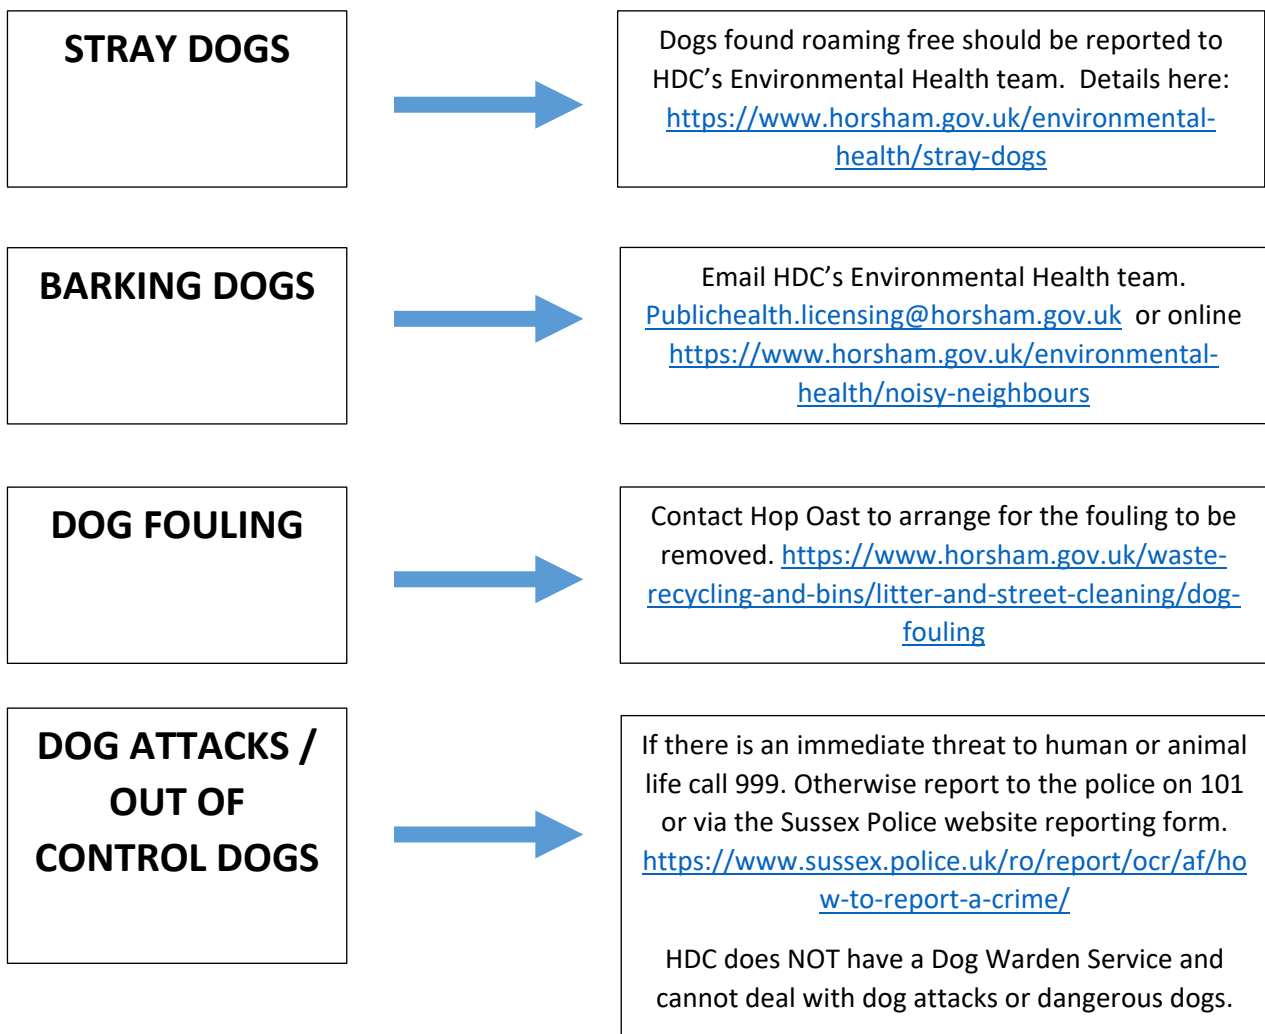 STRAY DOGS
Dogs found roaming free should be reported to
HDC’s Environmental Health team.  Details here:
https://www.horsham.gov.uk/environmental-
health/stray-dogs
BARKING DOGS
Email HDC’s Environmental Health team.
Publichealth.licensing@horsham.gov.uk  or online
https://www.horsham.gov.uk/environmental-
health/noisy-neighbours
DOG FOULING
Contact Hop Oast to arrange for the fouling to be
removed. https://www.horsham.gov.uk/waste-
recycling-and-bins/litter-and-street-cleaning/dog-
fouling
DOG ATTACKS /
OUT OF
CONTROL DOGS
If there is an immediate threat to human or animal
life call 999. Otherwise report to the police on 101
or via the Sussex Police website reporting form.
https://www.sussex.police.uk/ro/report/ocr/af/ho
w-to-report-a-crime/
HDC does NOT have a Dog Warden Service and
cannot deal with dog attacks or dangerous dogs.